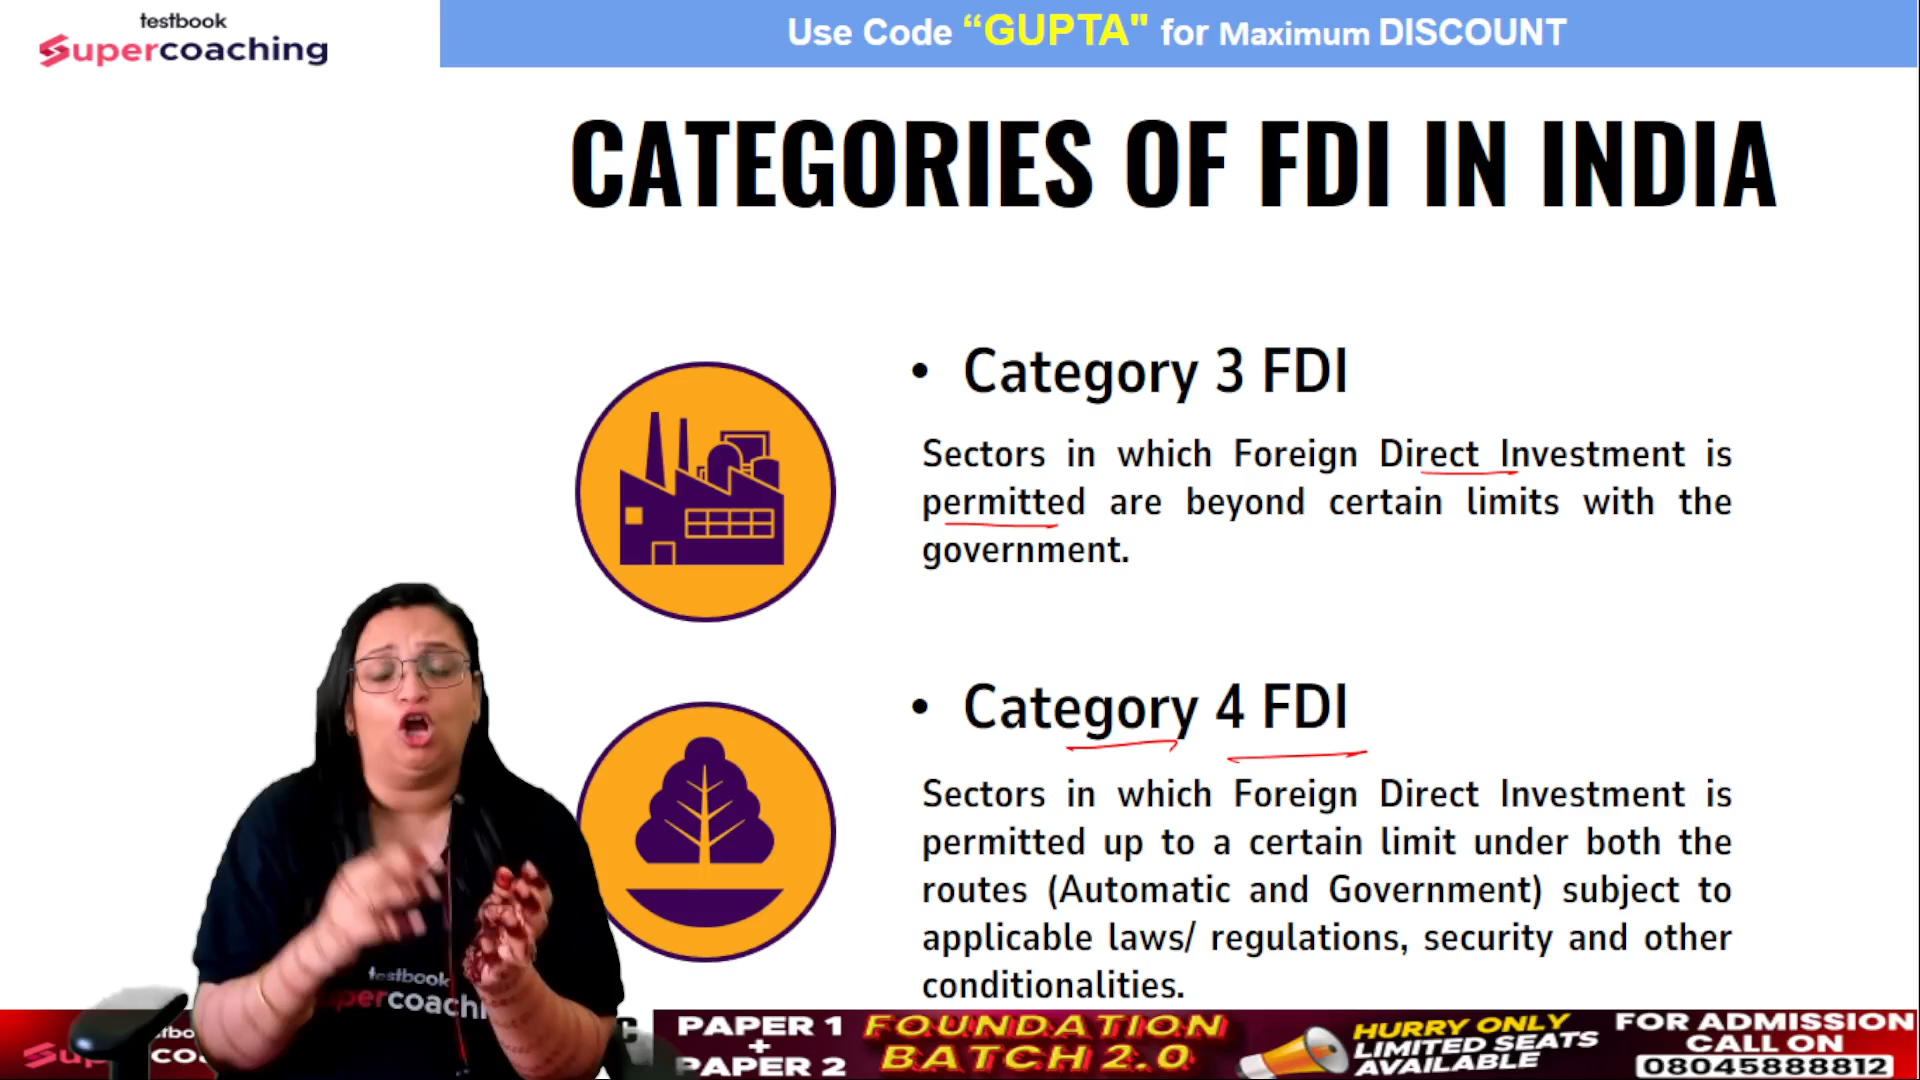 testbook
Supercoaching
Use Code “GUPTA" for Maximum DISCOUNT
CATEGORIES OF FDI IN INDIA
• Category 3 FDI
Sectors in which Foreign Direct Investment is
permitted are beyond certain limits with the
government.
• Category 4 FDI
Sectors in which Foreign Direct Investment is
permitted up to a certain limit under both the
routes (Automatic and Government) subject to
applicable laws/ regulations, security and other
conditionalities.
testbook
percoachi
PAPER 1
+
PAPER 2
FOUNDATION
BATCH 2.0
HURRY ONLY
LIMITED SEATS
AVAILABLE
FOR ADMISSION
CALL ON
08045888812